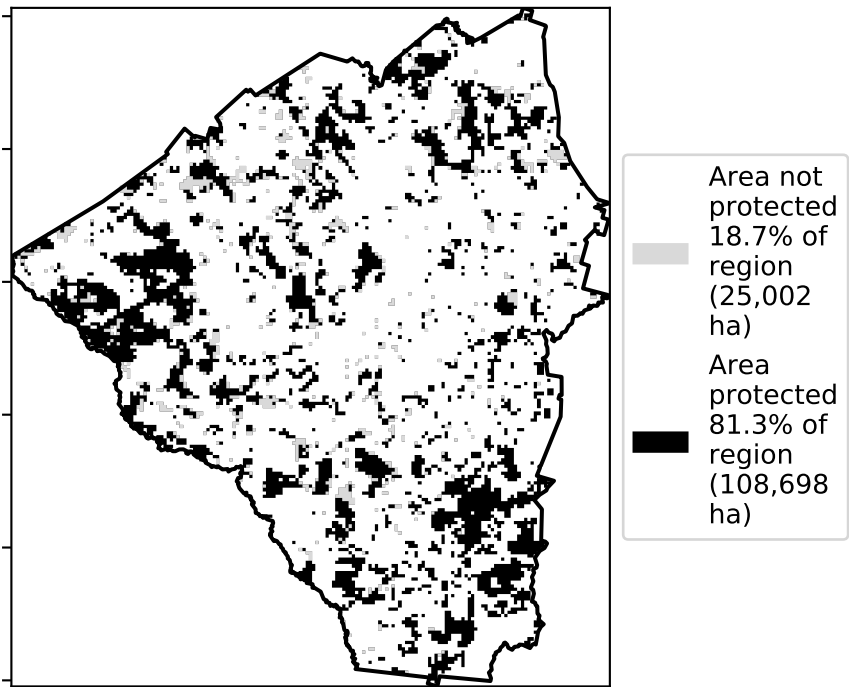 Area not
protected
18.7% of
region
(25,002
ha)
Area
protected
81.3% of
region
(108,698
ha)